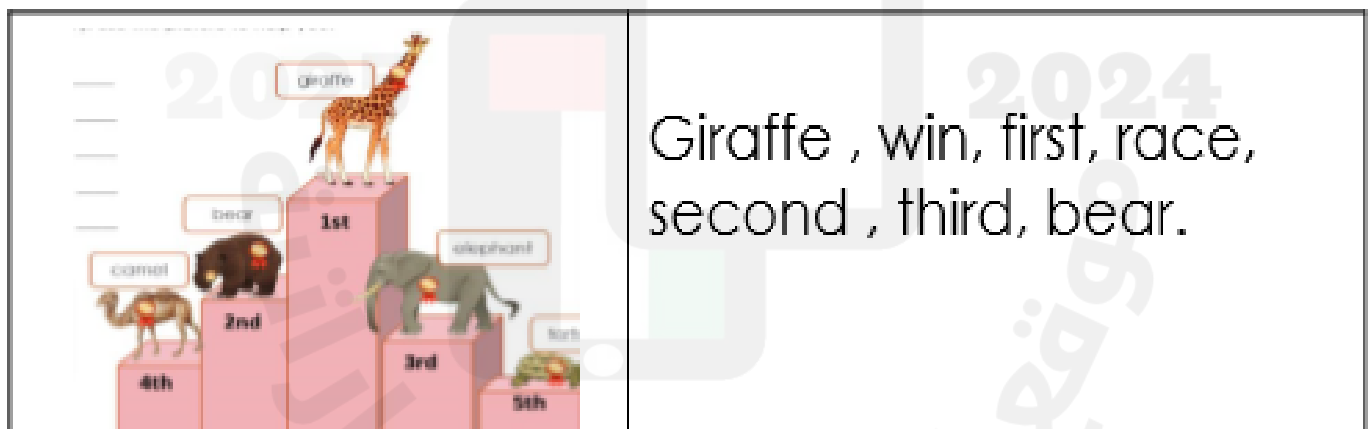 giraffe
bear
1st
elephant
camel
2nd
3rd
4th
5th
Giraffe , win, first, race,
second , third, bear.
2024